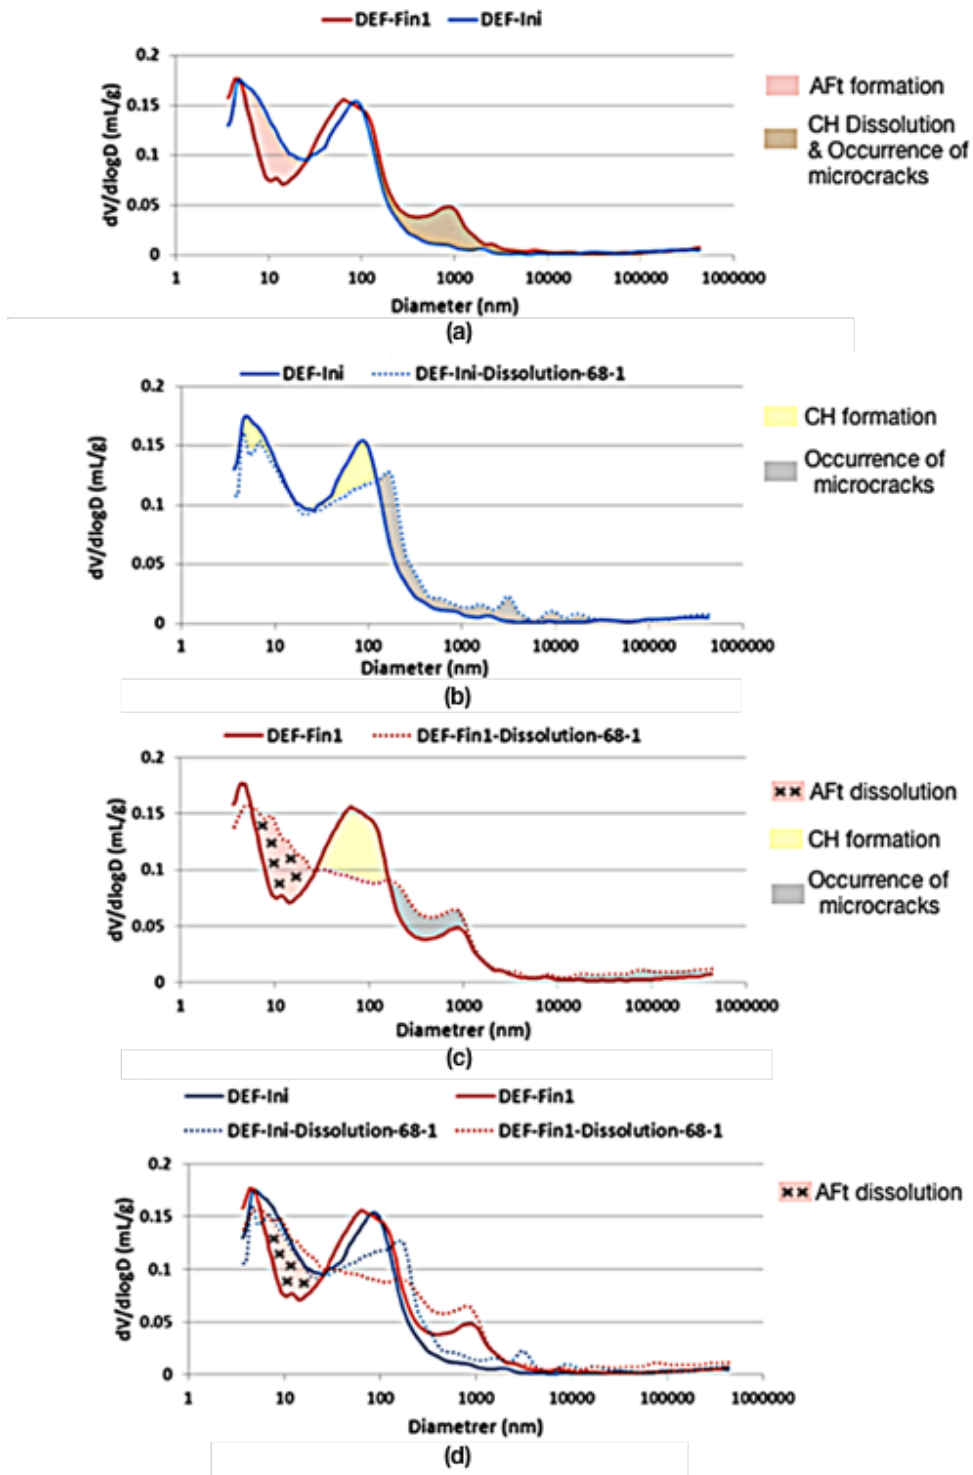 DEF-Fin1 DEF-Ini
0.2
0.15
0.1
0.05
0
dV/dlogD (mL/g)
1 10 100 1000 10000 100000 1000000
Diameter (nm)
AFt formation
CH Dissolution
& Occurrence of
microcracks
(a)
DEF-Ini DEF-Ini-Dissolution-68-1
0.2
0.15
0.1
0.05
0
dV/dlogD (mL/g)
1 10 100 1000 10000 100000 1000000
Diameter (nm)
CH formation
Occurrence of
microcracks
(b)
DEF-Fin1 DEF-Fin1-Dissolution-68-1
0.2
0.15
0.1
0.05
0
dV/dlogD (mL/g)
1 10 100 1000 10000 100000 1000000
Diametrer (nm)
AFt dissolution
CH formation
Occurrence of
microcracks
(c)
DEF-Ini DEF-Fin1
DEF-Ini-Dissolution-68-1 DEF-Fin1-Dissolution-68-1
0.2
0.15
0.1
0.05
0
dV/dlogD (mL/g)
1 10 100 1000 10000 100000 1000000
Diametrer (nm)
AFt dissolution
(d)